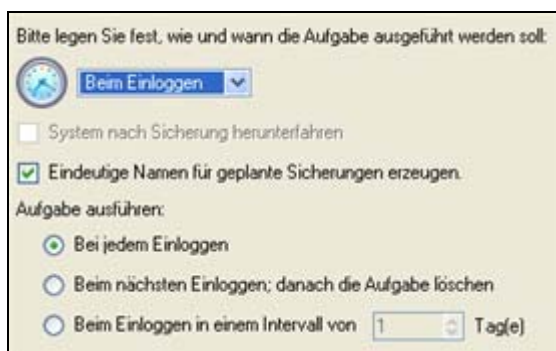 Bitte legen Sie fest, wie und wann die Aufgabe ausgeführt werden soll:
Beim Einloggen
System nach Sicherung herunterfahren
Eindeutige Namen für geplante Sicherungen erzeugen.
Aufgabe ausführen:
Bei jedem Einloggen
Beim nächsten Einloggen; danach die Aufgabe löschen
Beim Einloggen in einem Intervall von 1 Tag(e)